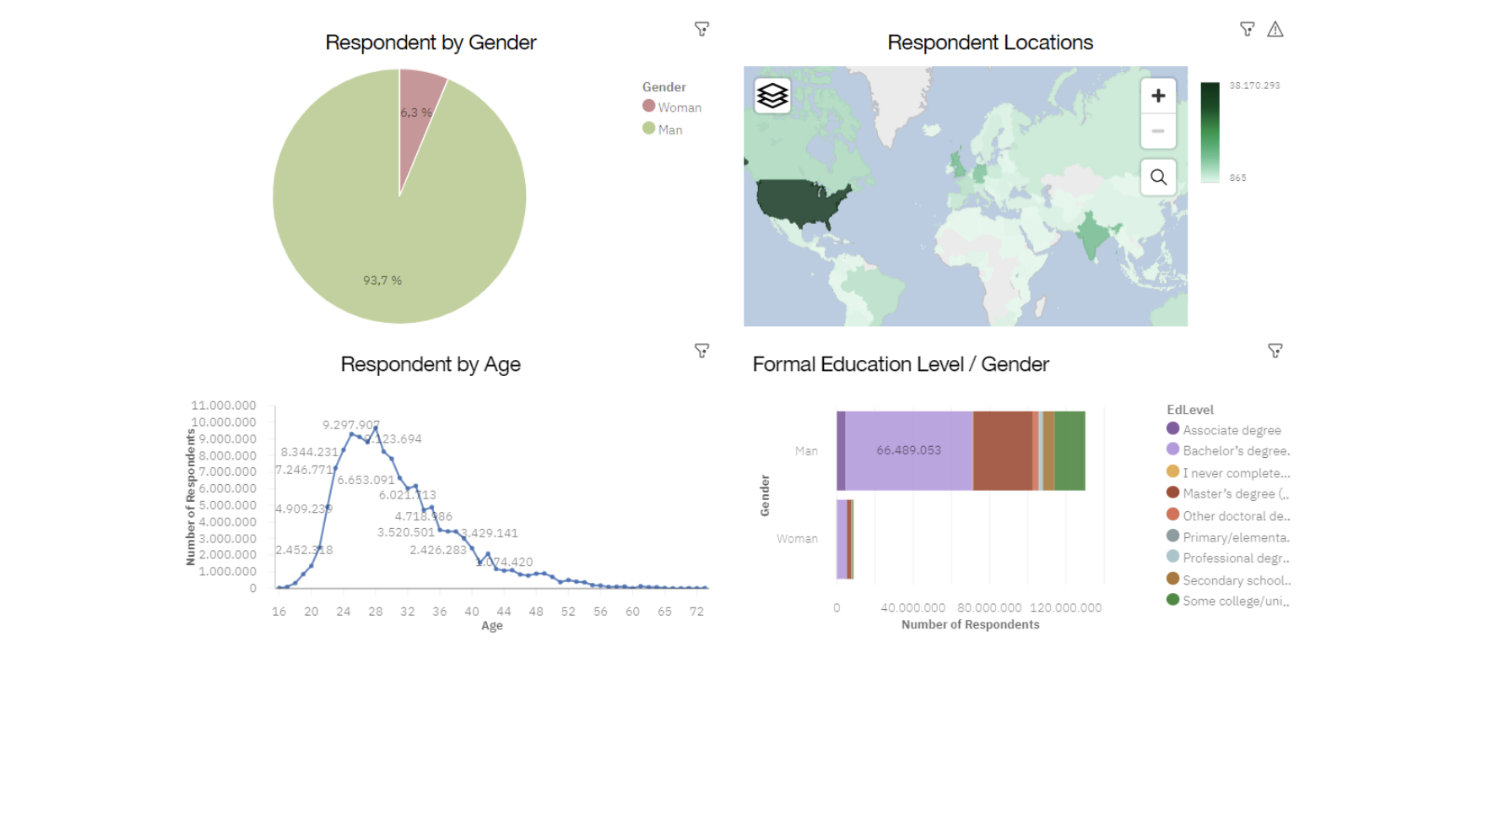 Respondent by Gender
Gender
Woman
Man
6,3 %
93,7 %
Respondent Locations
+
−
38.170.293
865
Respondent by Age
Number of Respondents
11.000.000
10.000.000
9.000.000
8.000.000
7.000.000
6.000.000
5.000.000
4.000.000
3.000.000
2.000.000
1.000.000
0
9.297.907
8.344.231
7.246.771
6.653.091
6.021.713
4.718.986
3.520.501
3.429.141
2.426.283
2.452.318
16 20 24 28 32 36 40 44 48 52 56 60 65 72
Age
Formal Education Level / Gender
Gender
Man
66.489.053
Woman
0 40.000.000 80.000.000 120.000.000
Number of Respondents
EdLevel
Associate degree
Bachelor's degree.
I never complete...
Master's degree (,.
Other doctoral de..
Primary/elementa.
Professional degr.
Secondary school..
Some college/uni,.